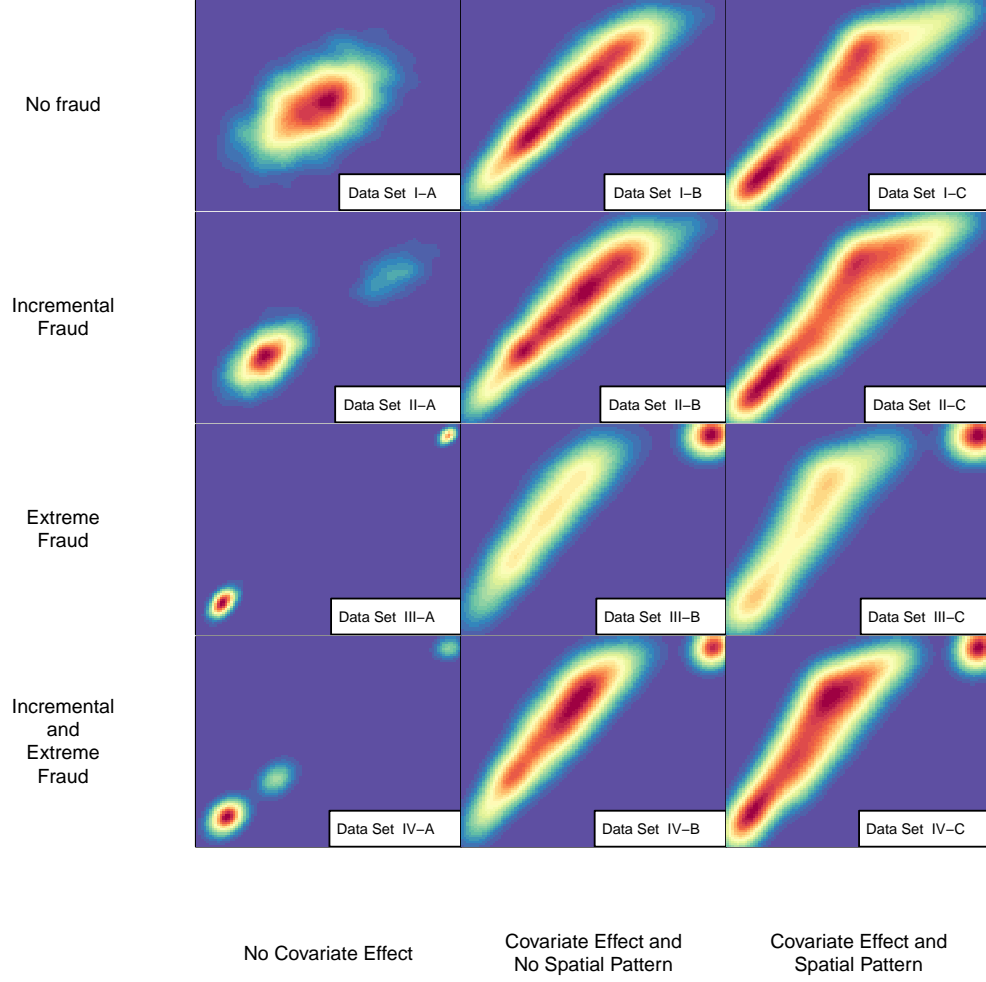 No fraud
Data Set I–A
Data Set I–B
Data Set I–C
Incremental
Fraud
Data Set II–A
Data Set II–B
Data Set II–C
Extreme
Fraud
Data Set III–A
Data Set III–B
Data Set III–C
Incremental
and
Extreme
Fraud
Data Set IV–A
Data Set IV–B
Data Set IV–C
No Covariate Effect
Covariate Effect and
No Spatial Pattern
Covariate Effect and
Spatial Pattern